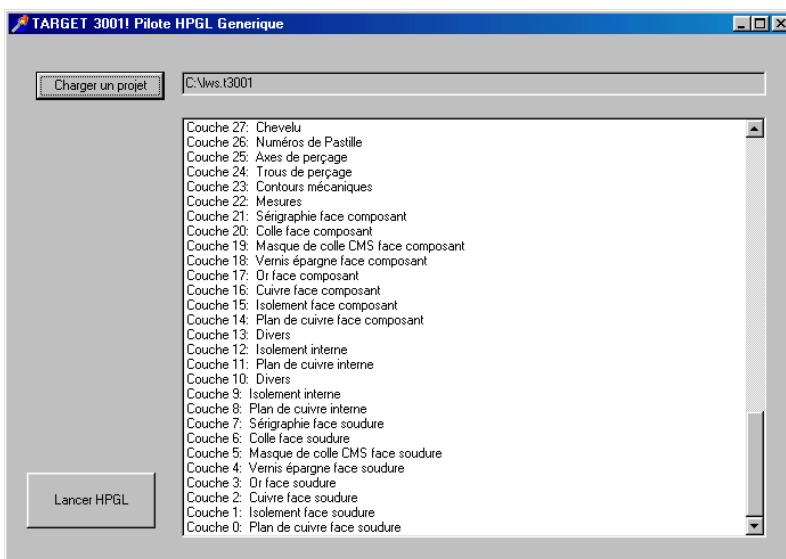 TARGET 3001! Pilote HPGL Generique
Charger un projet
C:\lws.t3001
Couche 27: Chevelu
Couche 26: Numéros de Pastille
Couche 25: Axes de perçage
Couche 24: Trous de perçage
Couche 23: Contours mécaniques
Couche 22: Mesures
Couche 21: Sérigraphie face composant
Couche 20: Colle face composant
Couche 19: Masque de colle CMS face composant
Couche 18: Vernis épargne face composant
Couche 17: Or face composant
Couche 16: Cuivre face composant
Couche 15: Isolement face composant
Couche 14: Plan de cuivre face composant
Couche 13: Divers
Couche 12: Isolement interne
Couche 11: Plan de cuivre interne
Couche 10: Divers
Couche 9: Isolement interne
Couche 8: Plan de cuivre interne
Couche 7: Sérigraphie face soudure
Couche 6: Colle face soudure
Couche 5: Masque de colle CMS face soudure
Couche 4: Vernis épargne face soudure
Couche 3: Or face soudure
Couche 2: Cuivre face soudure
Couche 1: Isolement face soudure
Couche 0: Plan de cuivre face soudure
Lancer HPGL